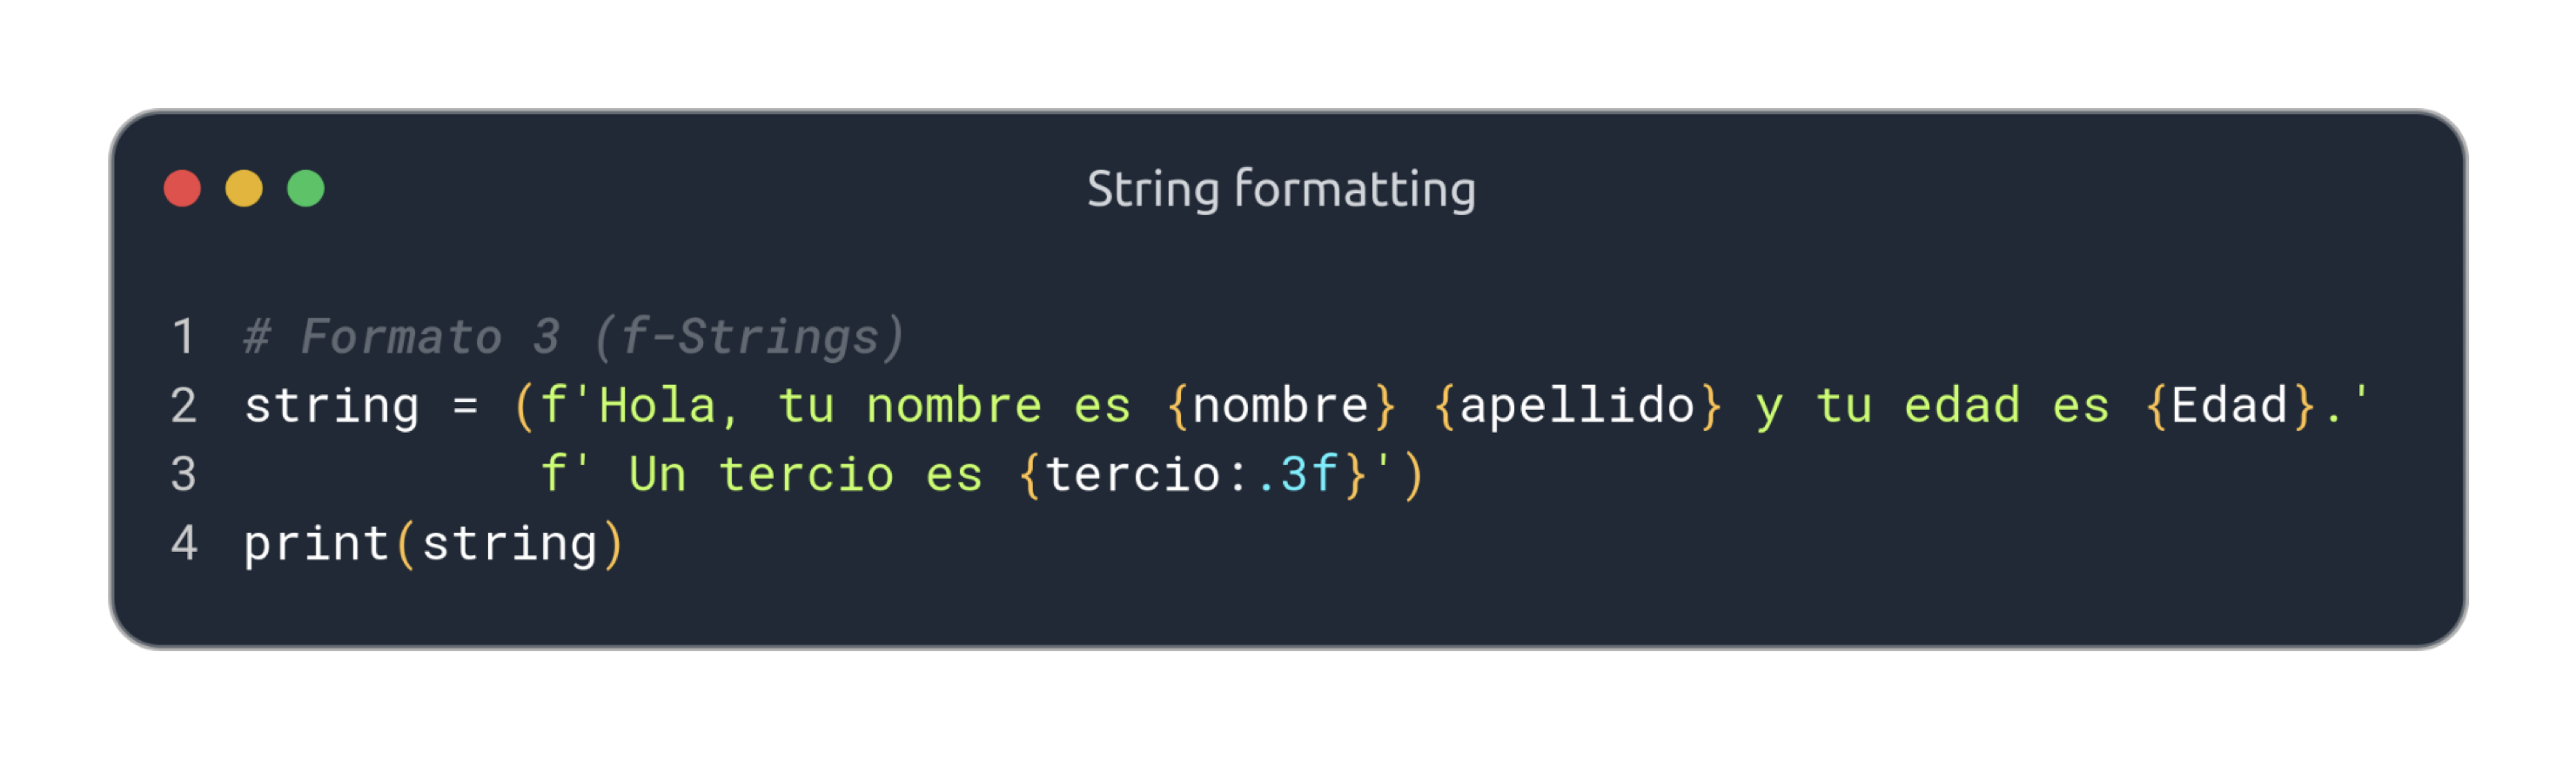 String formatting
1 # Formato 3 (f-Strings)
2 string = (f'Hola, tu nombre es {nombre} {apellido} y tu edad es {Edad}.'
3           f' Un tercio es {tercio:.3f}')
4 print(string)